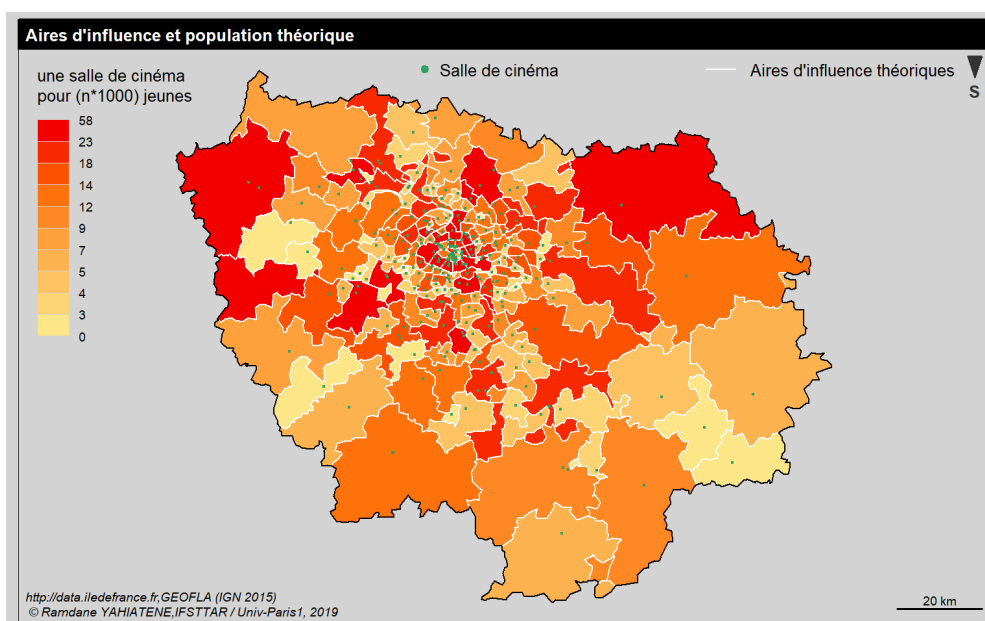 Aires d'influence et population théorique
une salle de cinéma
pour (n*1000) jeunes
Salle de cinéma
Aires d'influence théoriques
S
58
23
18
14
12
9
7
5
4
3
0
http://data.iledefrance.fr,GEOFLA (IGN 2015)
© Ramdane YAHIATENE,IFSTTAR / Univ-Paris1, 2019
20 km